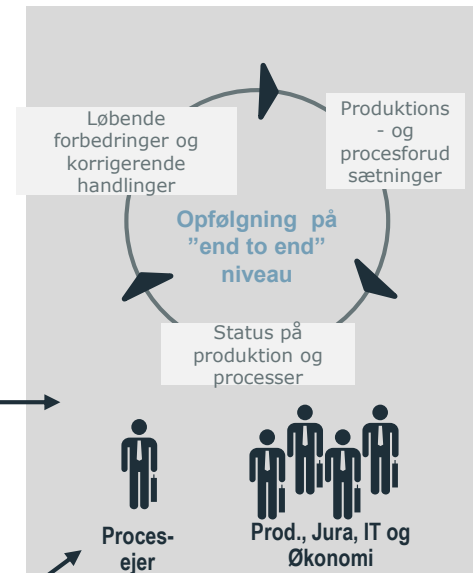 Løbende
forbedringer og
korrigerende
handlinger
Produktions
- og
procesforud
sætninger
Opfølgning på
”end to end”
niveau
Status på
produktion og
processer
Proces-
ejer
Prod., Jura, IT og
Økonomi